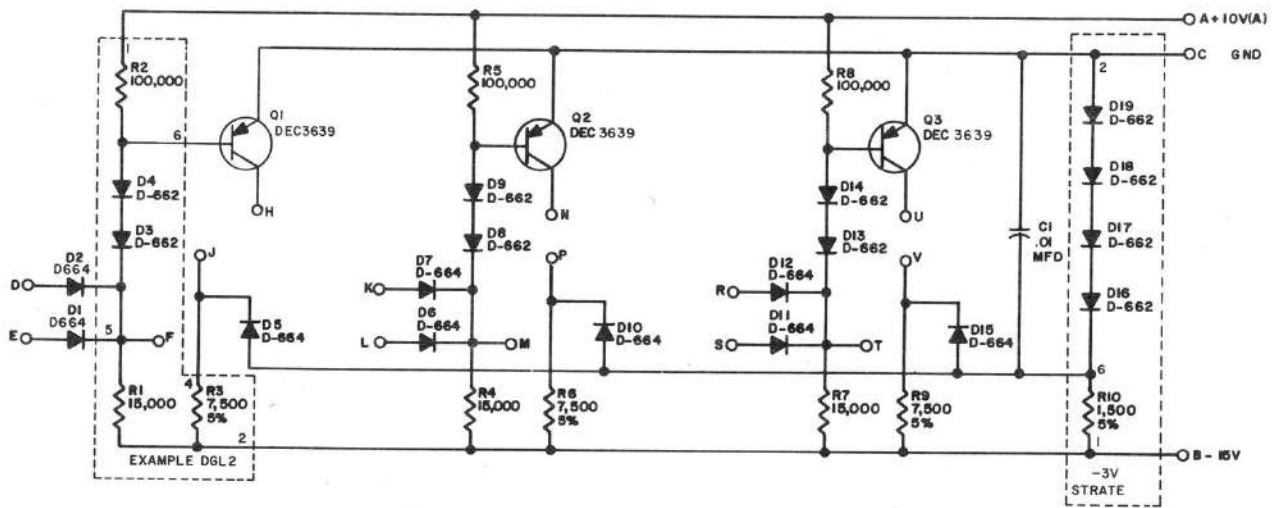 A+10V(A)
C GND
R2
100,000
1
6
Q1
DEC3639
H
D4
D-662
D3
D-662
D2
D664
D
D1
D664
E
5
F
J
D5
D-664
R1
15,000
4
R3
7,500
5%
2
EXAMPLE DGL2
R5
100,000
Q2
DEC3639
N
D9
D-662
D8
D-662
D7
D-664
K
D6
D-664
L
M
P
D10
D-664
R4
15,000
R6
7,500
5%
R8
100,000
Q3
DEC 3639
U
D14
D-662
D13
D-662
D12
D-664
R
D11
D-664
S
T
V
D15
D-664
R7
15,000
R9
7,500
5%
C1
.01
MFD
2
D19
D-662
D18
D-662
D17
D-662
D16
D-662
6
R10
1,500
5%
1
B-15V
-3V
STRATE